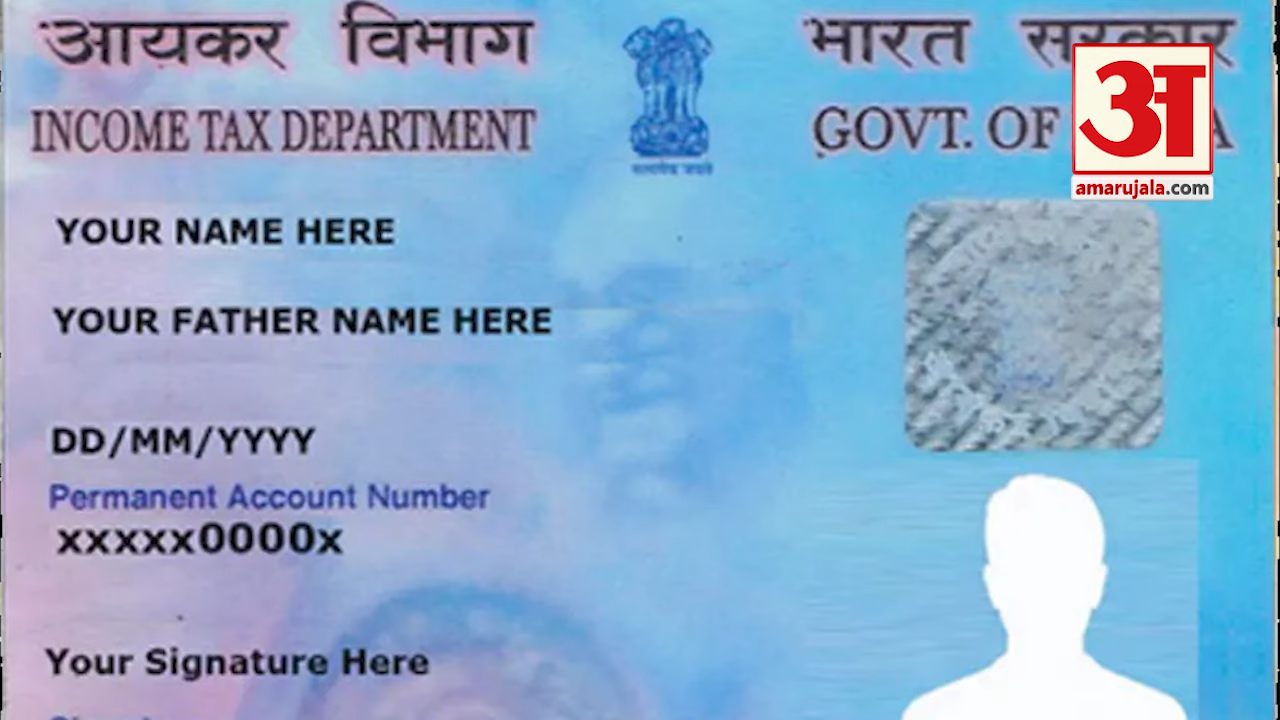 आयकर विभाग
भारत सरकार
INCOME TAX DEPARTMENT
GOVT. OF
अ
amarujala.com
YOUR NAME HERE
YOUR FATHER NAME HERE
DD/MM/YYYY
Permanent Account Number
xxxxx0000x
Your Signature Here